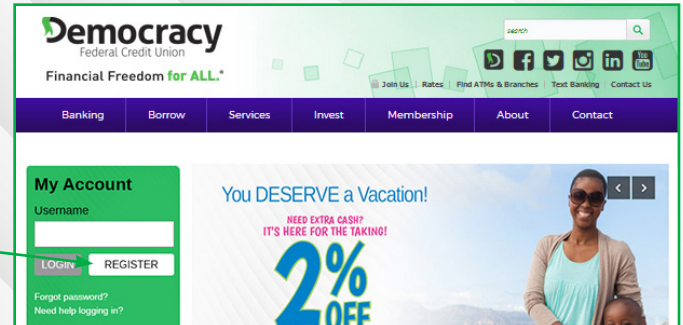 Democracy
Federal Credit Union
Financial Freedom for ALL.®
search
You Tube
Join Us | Rates | Find ATMs & Branches | Text Banking | Contact Us
Banking Borrow Services Invest Membership About Contact
My Account
Username
LOGIN REGISTER
Forgot password?
Need help logging in?
You DESERVE a Vacation!
NEED EXTRA CASH?
IT'S HERE FOR THE TAKING!
2%
OFF